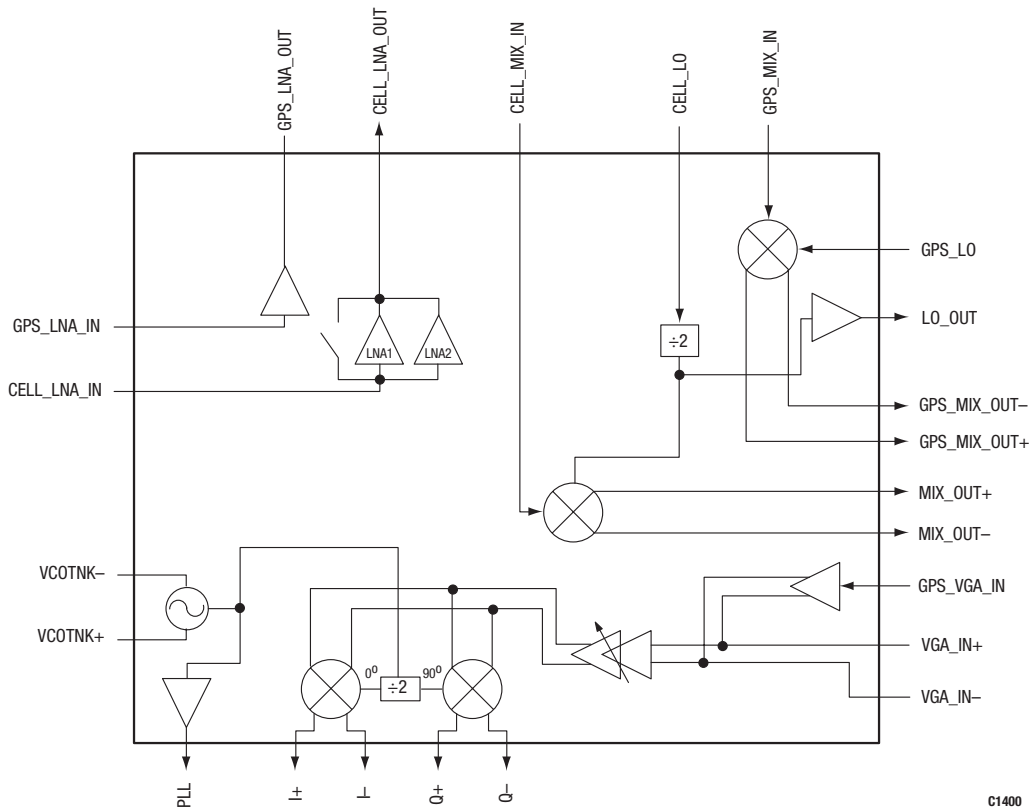 GPS_LNA_OUT
CELL_LNA_OUT
CELL_MIX_IN
CELL_LO
GPS_MIX_IN
GPS_LO
LO_OUT
GPS_LNA_IN
LNA1
LNA2
÷2
CELL_LNA_IN
GPS_MIX_OUT–
GPS_MIX_OUT+
MIX_OUT+
MIX_OUT–
VCOTNK–
GPS_VGA_IN
VCOTNK+
VGA_IN+
0⁰
÷2
90⁰
VGA_IN–
PLL
I+
I–
Q+
Q–
C1400